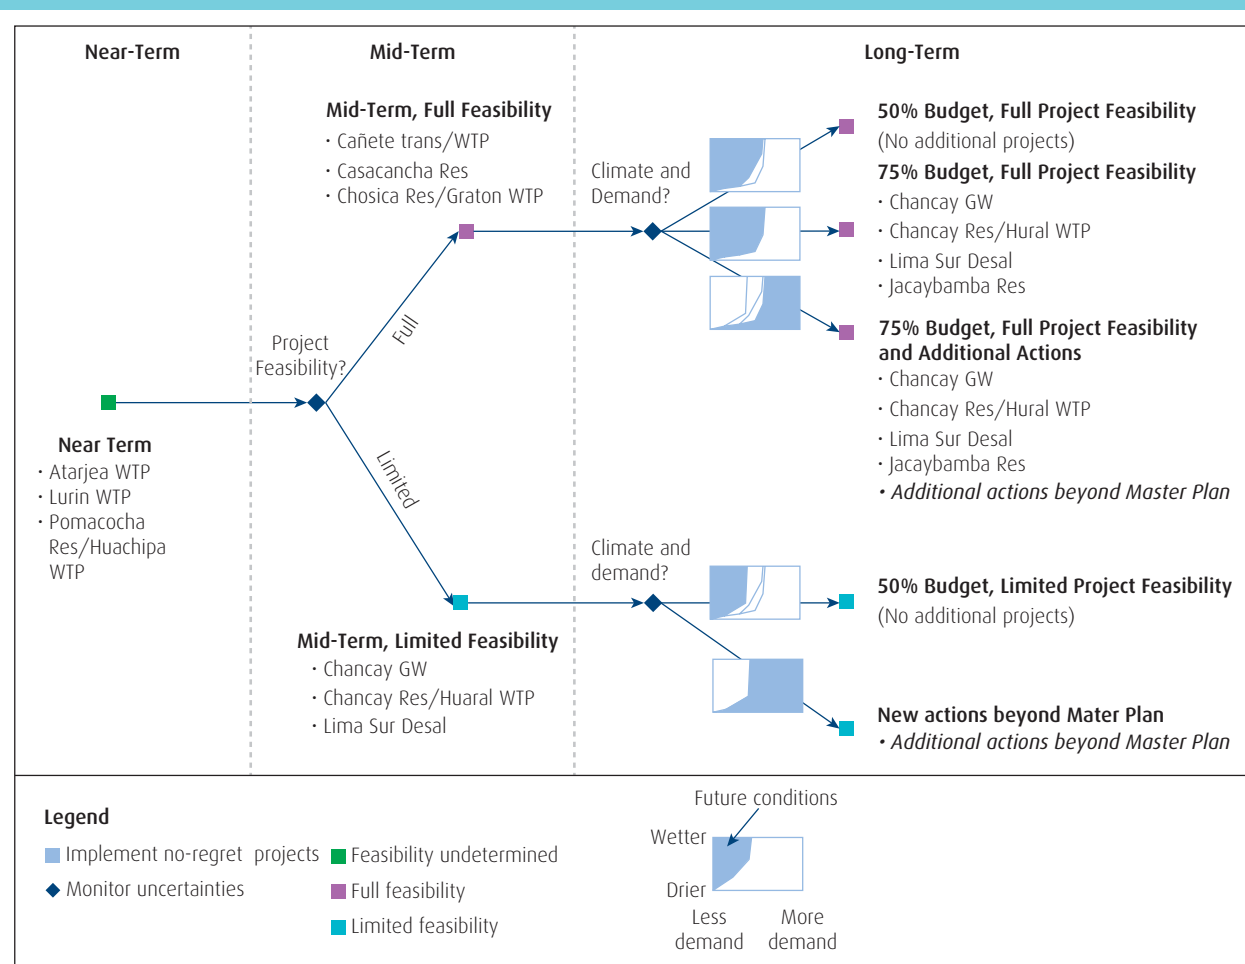 Near-Term
Mid-Term
Long-Term
Mid-Term, Full Feasibility
· Cañete trans/WTP
· Casacancha Res
· Chosica Res/Graton WTP
Climate and
Demand?
50% Budget, Full Project Feasibility
(No additional projects)
75% Budget, Full Project Feasibility
· Chancay GW
· Chancay Res/Hural WTP
· Lima Sur Desal
· Jacaybamba Res
75% Budget, Full Project Feasibility
and Additional Actions
· Chancay GW
· Chancay Res/Hural WTP
· Lima Sur Desal
· Jacaybamba Res
• Additional actions beyond Master Plan
Project
Feasibility?
Full
Limited
Near Term
· Atarjea WTP
· Lurin WTP
· Pomacocha
Res/Huachipa
WTP
Mid-Term, Limited Feasibility
· Chancay GW
· Chancay Res/Huaral WTP
· Lima Sur Desal
Climate and
demand?
50% Budget, Limited Project Feasibility
(No additional projects)
New actions beyond Mater Plan
• Additional actions beyond Master Plan
Legend
Implement no-regret projects
Monitor uncertainties
Feasibility undetermined
Full feasibility
Limited feasibility
Future conditions
Wetter
Drier
Less
demand
More
demand